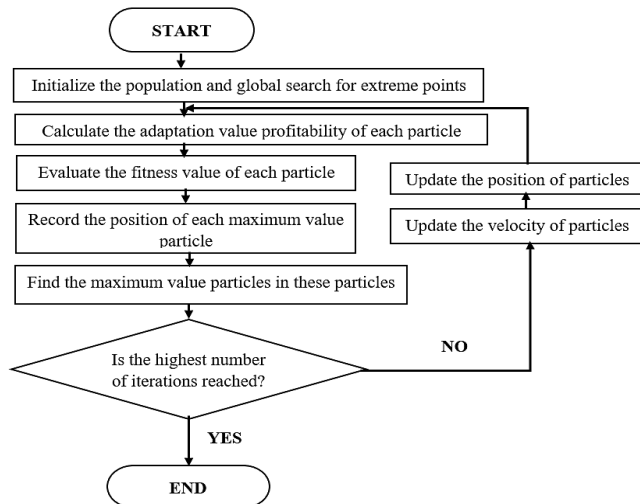 START
Initialize the population and global search for extreme points
Calculate the adaptation value profitability of each particle
Evaluate the fitness value of each particle
Record the position of each maximum value
particle
Find the maximum value particles in these particles
Is the highest number
of iterations reached?
NO
Update the velocity of particles
Update the position of particles
YES
END